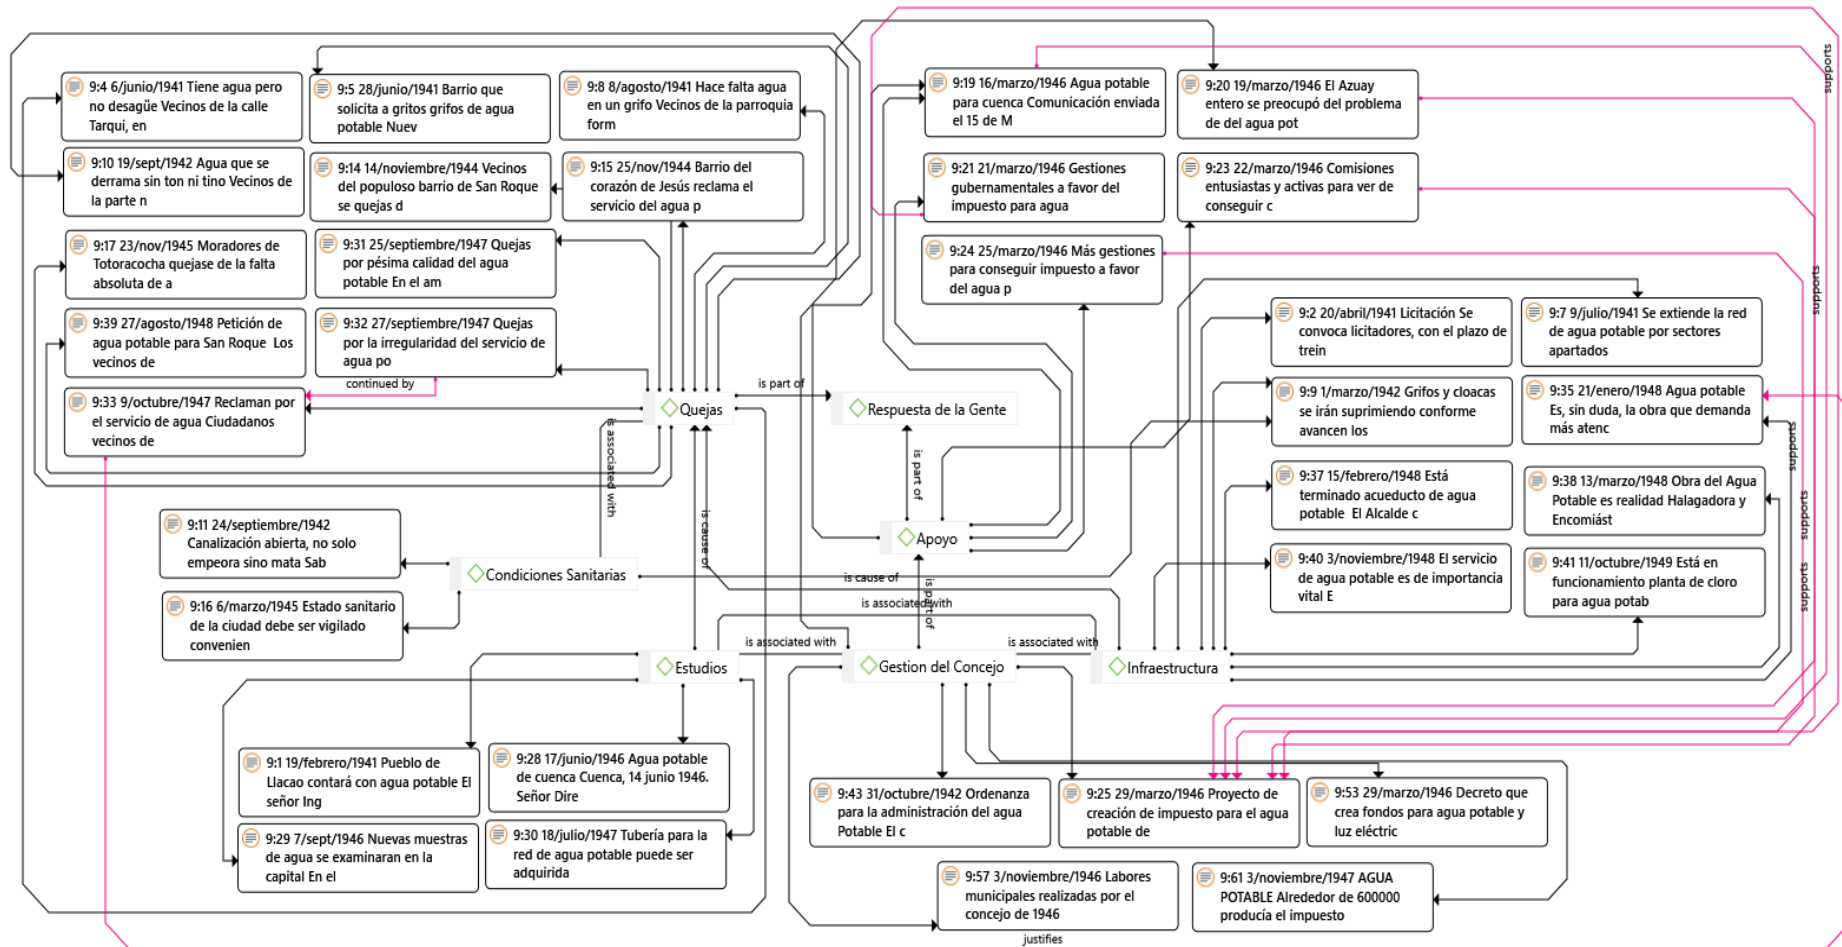 9:4 6/junio/1941 Tiene agua pero
no desagüe Vecinos de la calle
Tarqui, en
9:5 28/junio/1941 Barrio que
solicita a gritos grifos de agua
potable Nuev
9:8 8/agosto/1941 Hace falta agua
en un grifo Vecinos de la parroquia
form
9:10 19/sept/1942 Agua que se
derrama sin ton ni tino Vecinos de
la parte n
9:14 14/noviembre/1944 Vecinos
del populoso barrio de San Roque
se quejas d
9:15 25/nov/1944 Barrio del
corazón de Jesús reclama el
servicio del agua p
9:17 23/nov/1945 Moradores de
Totoracocha quejase de la falta
absoluta de a
9:31 25/septiembre/1947 Quejas
por pésima calidad del agua
potable En el am
9:39 27/agosto/1948 Petición de
agua potable para San Roque Los
vecinos de
9:32 27/septiembre/1947 Quejas
por la irregularidad del servicio de
agua po
continued by
9:33 9/octubre/1947 Reclaman por
el servicio de agua Ciudadanos
vecinos de
9:19 16/marzo/1946 Agua potable
para cuenca Comunicación enviada
el 15 de M
9:20 19/marzo/1946 El Azuay
entero se preocupó del problema
de del agua pot
9:21 21/marzo/1946 Gestiones
gubernamentales a favor del
impuesto para agua
9:23 22/marzo/1946 Comisiones
entusiastas y activas para ver de
conseguir c
9:24 25/marzo/1946 Más gestiones
para conseguir impuesto a favor
del agua p
supports
supports
supports
supports
supports
9:2 20/abril/1941 Licitación Se
convoca licitadores, con el plazo de
trein
9:7 9/julio/1941 Se extiende la red
de agua potable por sectores
apartados
9:9 1/marzo/1942 Grifos y cloacas
se irán suprimiendo conforme
avancen los
9:35 21/enero/1948 Agua potable
Es, sin duda, la obra que demanda
más atenc
9:37 15/febrero/1948 Está
terminado acueducto de agua
potable El Alcalde c
9:38 13/marzo/1948 Obra del Agua
Potable es realidad Halagadora y
Encomiást
9:40 3/noviembre/1948 El servicio
de agua potable es de importancia
vital E
9:41 11/octubre/1949 Está en
funcionamiento planta de cloro
para agua potab
Quejas
is part of
Respuesta de la Gente
is associated with
is part of
is cause of
Apoyo
9:11 24/septiembre/1942
Canalización abierta, no solo
empeora sino mata Sab
Condiciones Sanitarias
is cause of
is part of
is associated with
9:16 6/marzo/1945 Estado sanitario
de la ciudad debe ser vigilado
convenien
is associated with
is associated with
Estudios
Gestion del Concejo
Infraestructura
9:1 19/febrero/1941 Pueblo de
Llacao contará con agua potable El
señor Ing
9:28 17/junio/1946 Agua potable
de cuenca Cuenca, 14 junio 1946.
Señor Dire
9:29 7/sept/1946 Nuevas muestras
de agua se examinaran en la
capital En el
9:30 18/julio/1947 Tubería para la
red de agua potable puede ser
adquirida
9:43 31/octubre/1942 Ordenanza
para la administración del agua
Potable El c
9:25 29/marzo/1946 Proyecto de
creación de impuesto para el agua
potable de
9:53 29/marzo/1946 Decreto que
crea fondos para agua potable y
luz eléctric
9:57 3/noviembre/1946 Labores
municipales realizadas por el
concejo de 1946
9:61 3/noviembre/1947 AGUA
POTABLE Alrededor de 600000
producía el impuesto
justifies